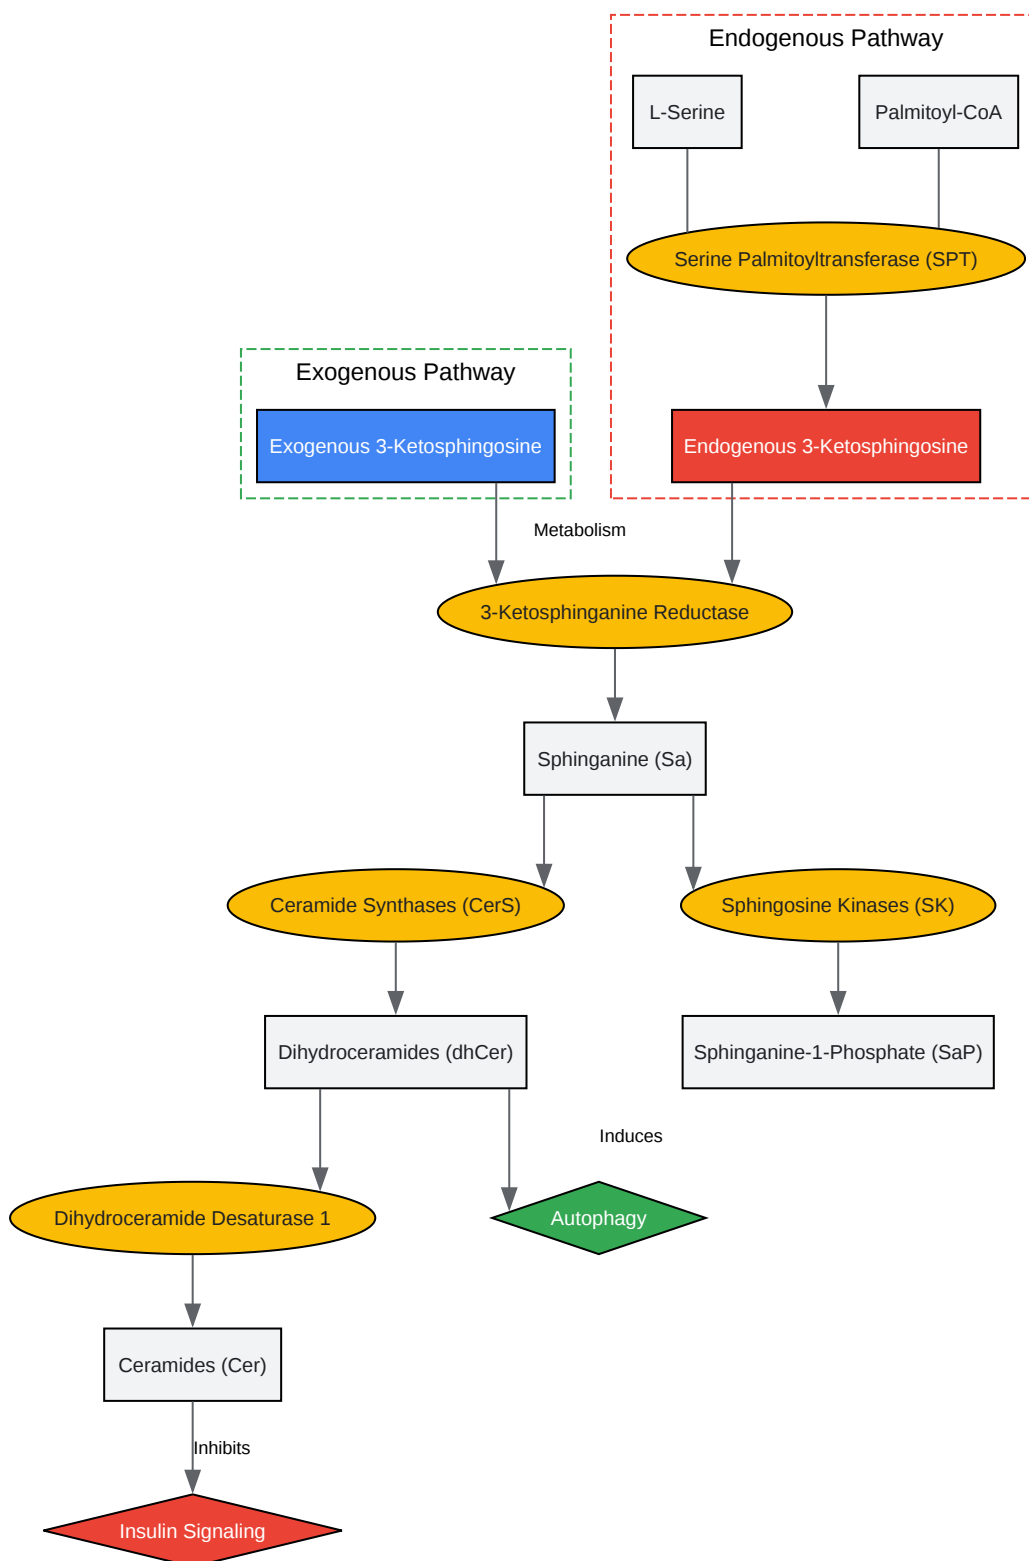 Endogenous Pathway
L-Serine
Palmitoyl-CoA
Serine Palmitoyltransferase (SPT)
Exogenous Pathway
Exogenous 3-Ketosphingosine
Endogenous 3-Ketosphingosine
Metabolism
3-Ketosphinganine Reductase
Sphinganine (Sa)
Ceramide Synthases (CerS)
Sphingosine Kinases (SK)
Dihydroceramides (dhCer)
Sphinganine-1-Phosphate (SaP)
Induces
Dihydroceramide Desaturase 1
Autophagy
Ceramides (Cer)
Inhibits
Insulin Signaling